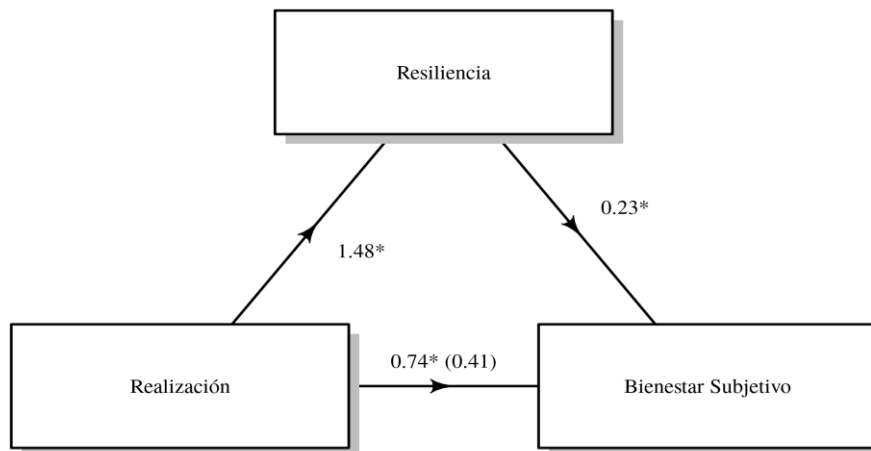 Resiliencia
0.23*
1.48*
0.74* (0.41)
Realización
Bienestar Subjetivo